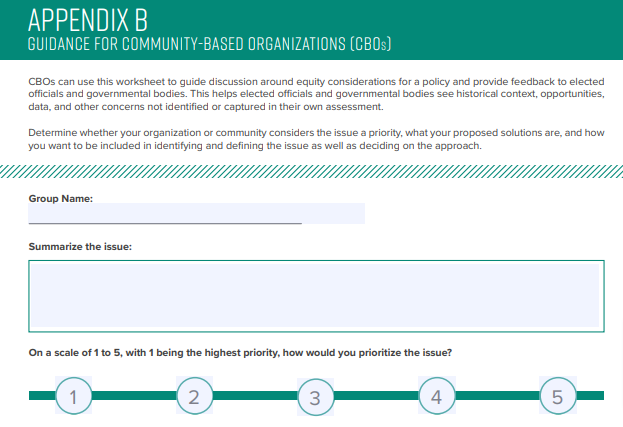 APPENDIX B
GUIDANCE FOR COMMUNITY-BASED ORGANIZATIONS (CBOs)
CBOs can use this worksheet to guide discussion around equity considerations for a policy and provide feedback to elected
officials and governmental bodies. This helps elected officials and governmental bodies see historical context, opportunities,
data, and other concerns not identified or captured in their own assessment.
Determine whether your organization or community considers the issue a priority, what your proposed solutions are, and how
you want to be included in identifying and defining the issue as well as deciding on the approach.
Group Name:
Summarize the issue:
On a scale of 1 to 5, with 1 being the highest priority, how would you prioritize the issue?
1 2 3 4 5